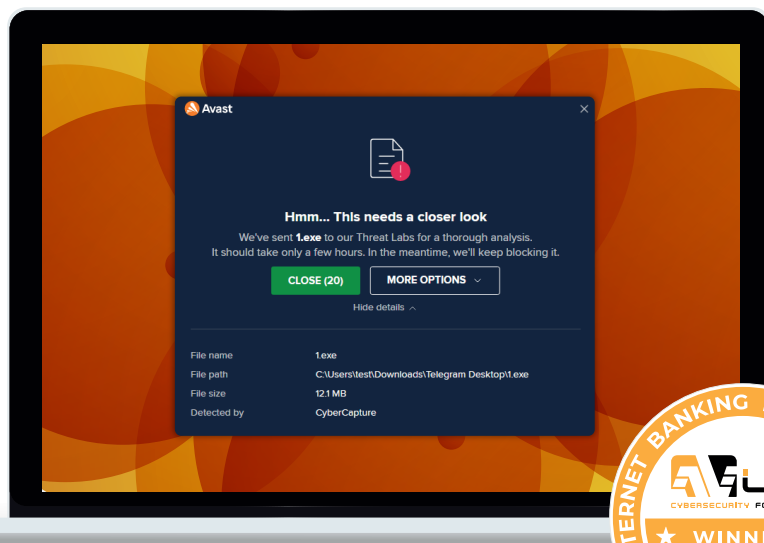 Avast
Hmm... This needs a closer look
We've sent 1.exe to our Threat Labs for a thorough analysis.
It should take only a few hours. In the meantime, we'll keep blocking it.
CLOSE (20)
MORE OPTIONS
Hide details
File name 1.exe
File path C:\Users\test\Downloads\Telegram Desktop\1.exe
File size 12.1 MB
Detected by CyberCapture
BANKING
CYBERSECURITY